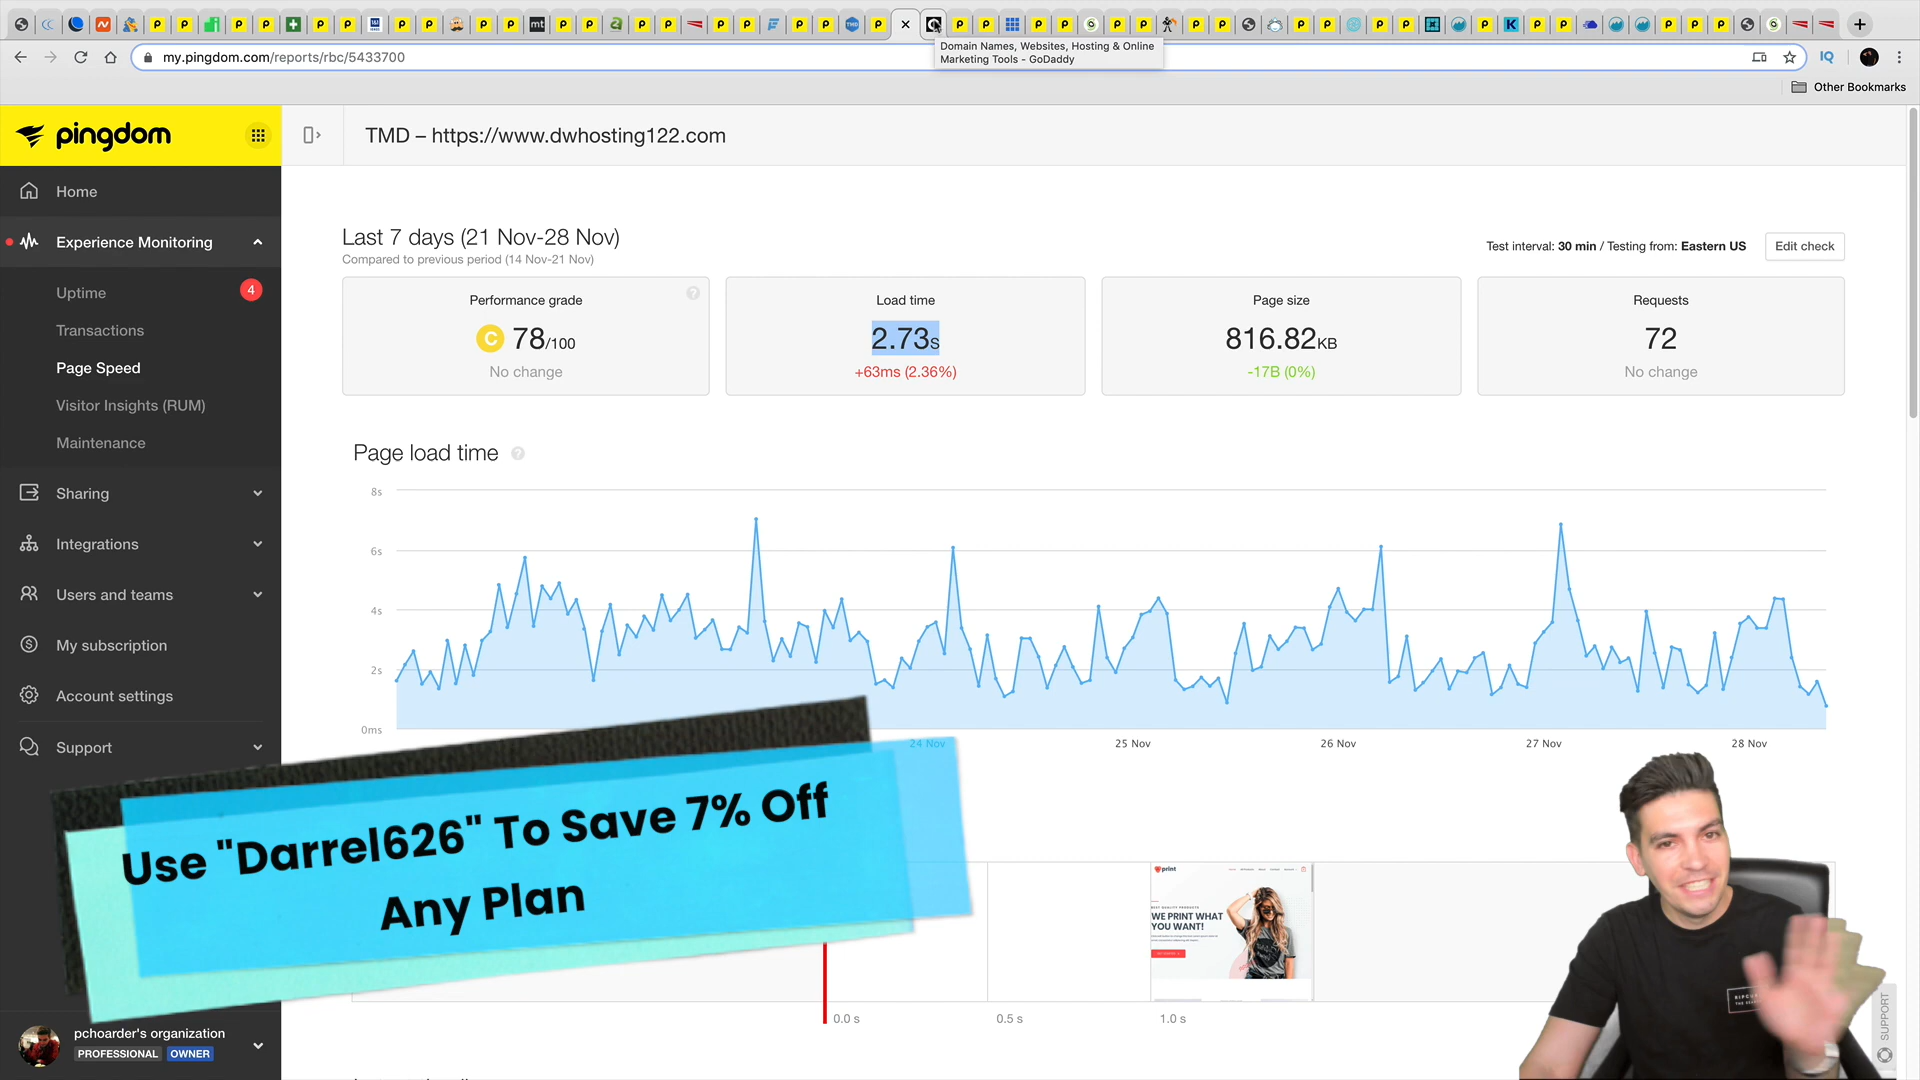 my.pingdom.com/reports/rbc/5433700
Domain Names, Websites, Hosting & Online
Marketing Tools - GoDaddy
IQ
Other Bookmarks
pingdom
TMD – https://www.dwhosting122.com
Home
Experience Monitoring
Uptime
4
Transactions
Page Speed
Visitor Insights (RUM)
Maintenance
Sharing
Integrations
Users and teams
My subscription
Account settings
Support
Last 7 days (21 Nov-28 Nov)
Compared to previous period (14 Nov-21 Nov)
Test interval: 30 min / Testing from: Eastern US
Edit check
Performance grade
C 78/100
No change
Load time
2.73s
+63ms (2.36%)
Page size
816.82KB
-17B (0%)
Requests
72
No change
Page load time
8s
6s
4s
2s
0ms
24 Nov
25 Nov
26 Nov
27 Nov
28 Nov
Use "Darrel626" To Save 7% Off
Any Plan
print
BEST QUALITY PRODUCTS
WE PRINT WHAT
YOU WANT!
0.0 s
0.5 s
1.0 s
SUPPORT
pchoarder's organization
PROFESSIONAL
OWNER